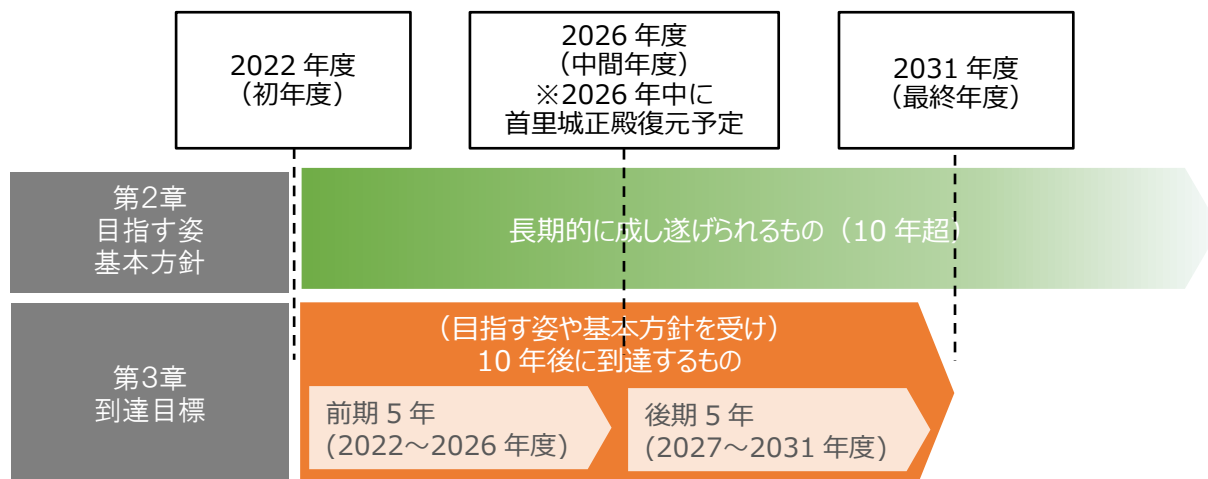 2022 年度
（初年度）
2026 年度
（中間年度）
※2026 年中に
首里城正殿復元予定
2031 年度
（最終年度）
第2章
目指す姿
基本方針
長期的に成し遂げられるもの（10 年超）
第3章
到達目標
（目指す姿や基本方針を受け）
10 年後に到達するもの
前期 5 年
(2022～2026 年度)
後期 5 年
(2027～2031 年度)